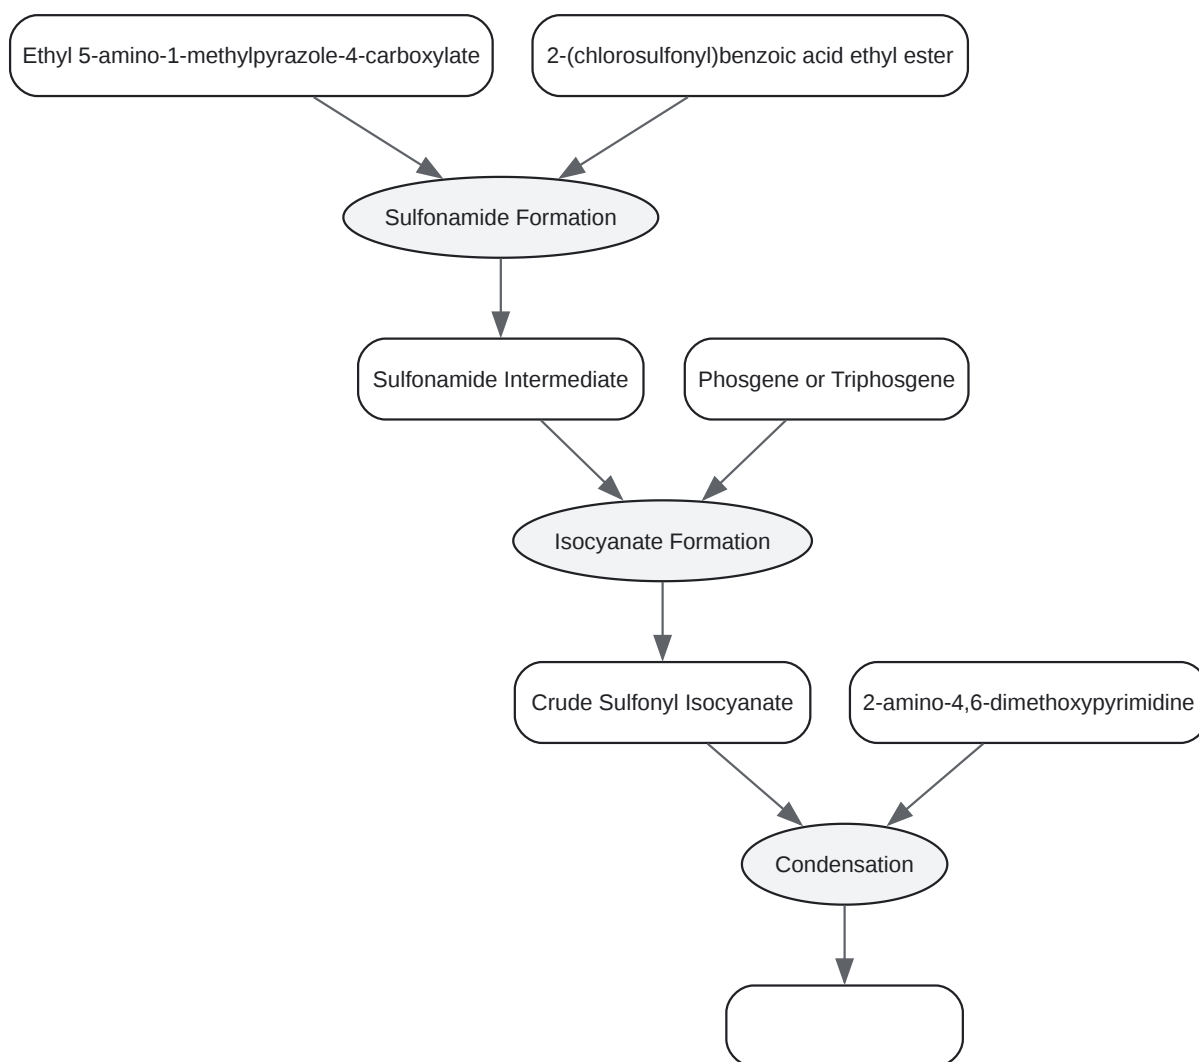 Ethyl 5-amino-1-methylpyrazole-4-carboxylate
2-(chlorosulfonyl)benzoic acid ethyl ester
Sulfonamide Formation
Sulfonamide Intermediate
Phosgene or Triphosgene
Isocyanate Formation
Crude Sulfonyl Isocyanate
2-amino-4,6-dimethoxypyrimidine
Condensation